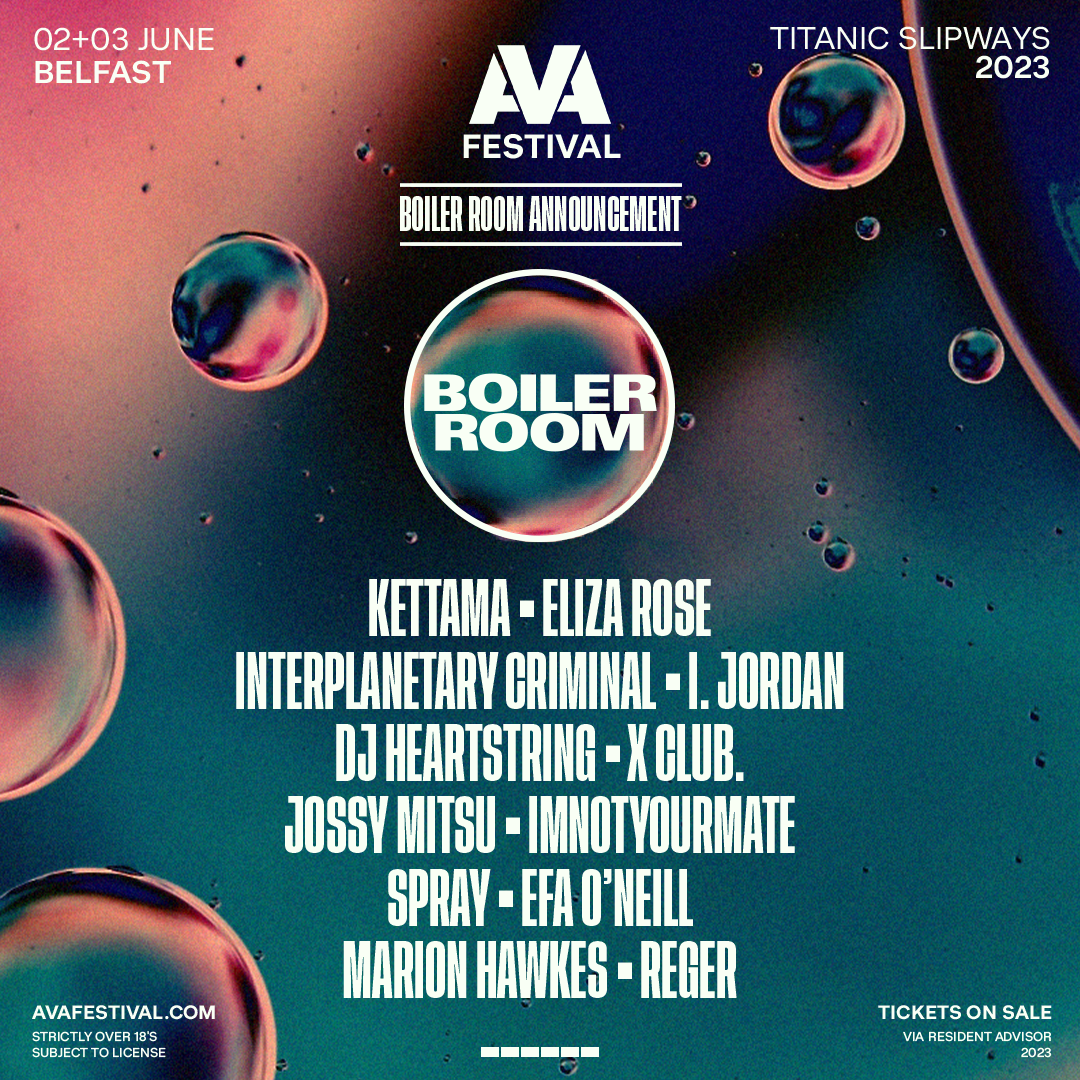 02+03 JUNE
BELFAST
TITANIC SLIPWAYS
2023
AVA
FESTIVAL
BOILER ROOM ANNOUNCEMENT
BOILER
ROOM
KETTAMA ▪ ELIZA ROSE
INTERPLANETARY CRIMINAL ▪ I. JORDAN
DJ HEARTSTRING ▪ X CLUB.
JOSSY MITSU ▪ IMNOTYOURMATE
SPRAY ▪ EFA O'NEILL
MARION HAWKES ▪ REGER
AVAFESTIVAL.COM
STRICTLY OVER 18'S
SUBJECT TO LICENSE
TICKETS ON SALE
VIA RESIDENT ADVISOR
2023